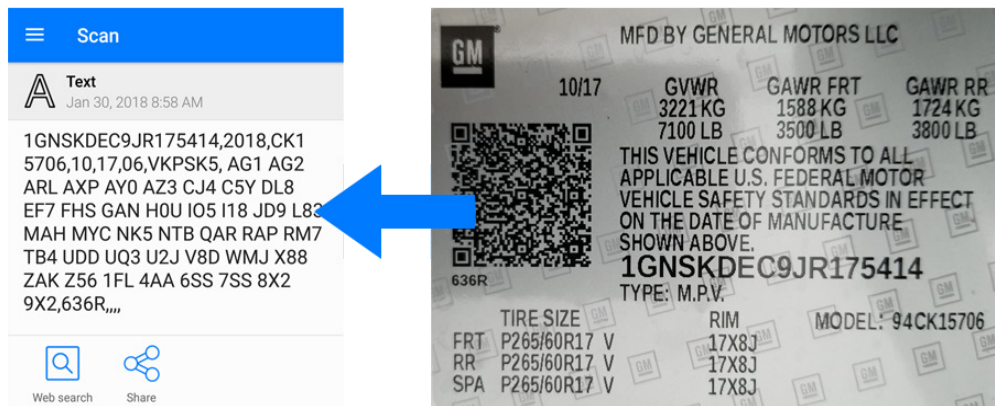 Scan
Text
Jan 30, 2018 8:58 AM
1GNSKDEC9JR175414,2018,CK1
5706,10,17,06,VKPSK5, AG1 AG2
ARL AXP AY0 AZ3 CJ4 C5Y DL8
EF7 FHS GAN H0U IO5 I18 JD9 L83
MAH MYC NK5 NTB QAR RAP RM7
TB4 UDD UQ3 U2J V8D WMJ X88
ZAK Z56 1FL 4AA 6SS 7SS 8X2
9X2,636R,,,,
Web search Share
GM
MFD BY GENERAL MOTORS LLC
10/17 GVWR GAWR FRT GAWR RR
3221 KG 1588 KG 1724 KG
7100 LB 3500 LB 3800 LB
THIS VEHICLE CONFORMS TO ALL
APPLICABLE U.S. FEDERAL MOTOR
VEHICLE SAFETY STANDARDS IN EFFECT
ON THE DATE OF MANUFACTURE
SHOWN ABOVE.
636R
1GNSKDEC9JR175414
TYPE: M.P.V.
TIRE SIZE RIM MODEL: 94CK15706
FRT P265/60R17 V 17X8J
RR P265/60R17 V 17X8J
SPA P265/60R17 V 17X8J